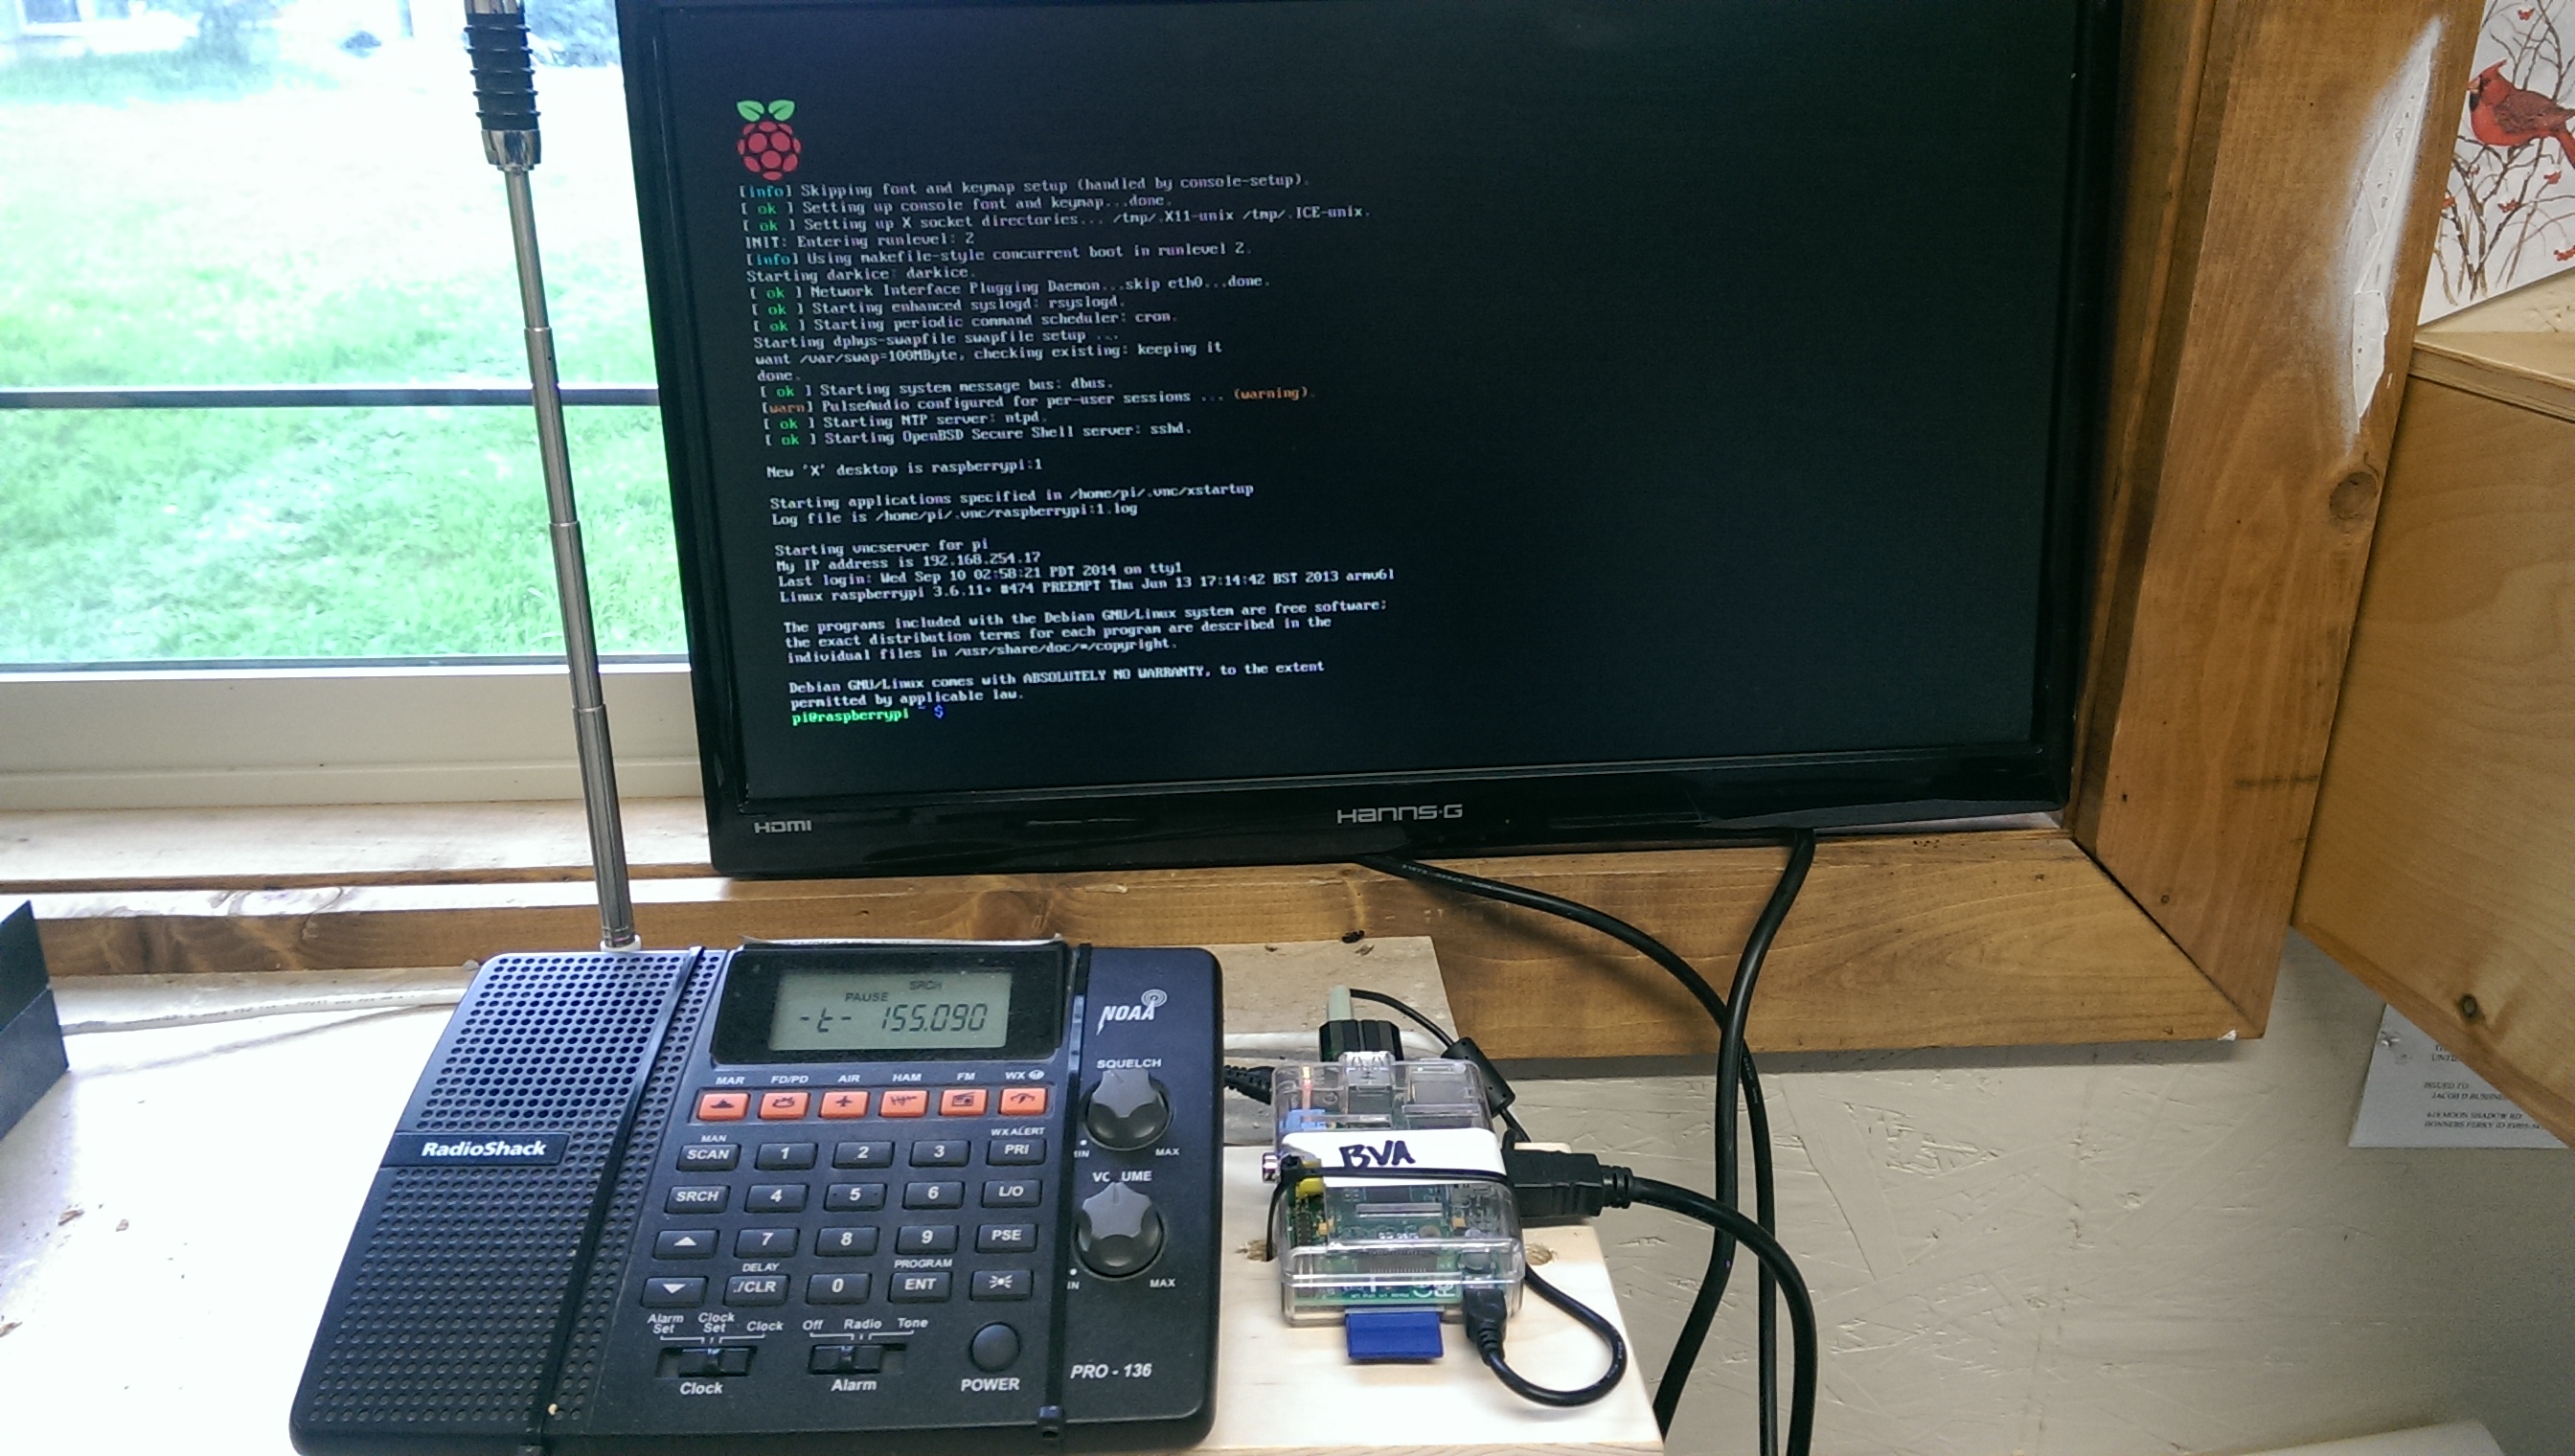 [info] Skipping font and keymap setup (handled by console-setup).
[ ok ] Setting up console font and keymap...done.
[ ok ] Setting up X socket directories... /tmp/.X11-unix /tmp/.ICE-unix.
INIT: Entering runlevel: 2
[info] Using makefile-style concurrent boot in runlevel 2.
Starting darkice: darkice.
[ ok ] Network Interface Plugging Daemon...skip eth0...done.
[ ok ] Starting enhanced syslogd: rsyslogd.
[ ok ] Starting periodic command scheduler: cron.
Starting dphys-swapfile swapfile setup ...
want /var/swap=100MByte, checking existing: keeping it
done.
[ ok ] Starting system message bus: dbus.
[warn] PulseAudio configured for per-user sessions ... (warning).
[ ok ] Starting NTP server: ntpd.
[ ok ] Starting OpenBSD Secure Shell server: sshd.
New 'X' desktop is raspberrypi:1
Starting applications specified in /home/pi/.vnc/xstartup
Log file is /home/pi/.vnc/raspberrypi:1.log
Starting vncserver for pi
My IP address is 192.168.254.17
Last login: Wed Sep 10 02:58:21 PDT 2014 on tty1
Linux raspberrypi 3.6.11+ #474 PREEMPT Thu Jun 13 17:14:42 BST 2013 armv6l
The programs included with the Debian GNU/Linux system are free software;
the exact distribution terms for each program are described in the
individual files in /usr/share/doc/*/copyright.
Debian GNU/Linux comes with ABSOLUTELY NO WARRANTY, to the extent
permitted by applicable law.
pi@raspberrypi ~ $
HDMI
HANNS·G
SRCH
PAUSE
-t- 155.090
NOAA
SQUELCH
MIN MAX
VOLUME
MAX
MAR FD/PD AIR HAM FM WX
MAN WX ALERT
SCAN 1 2 3 PRI
SRCH 4 5 6 L/O
7 8 9 PSE
DELAY PROGRAM
./CLR 0 ENT
Alarm Set Clock Set Clock
Off Radio Tone
Clock
Alarm
POWER
PRO - 136
RadioShack
BVA
ISSUED TO: